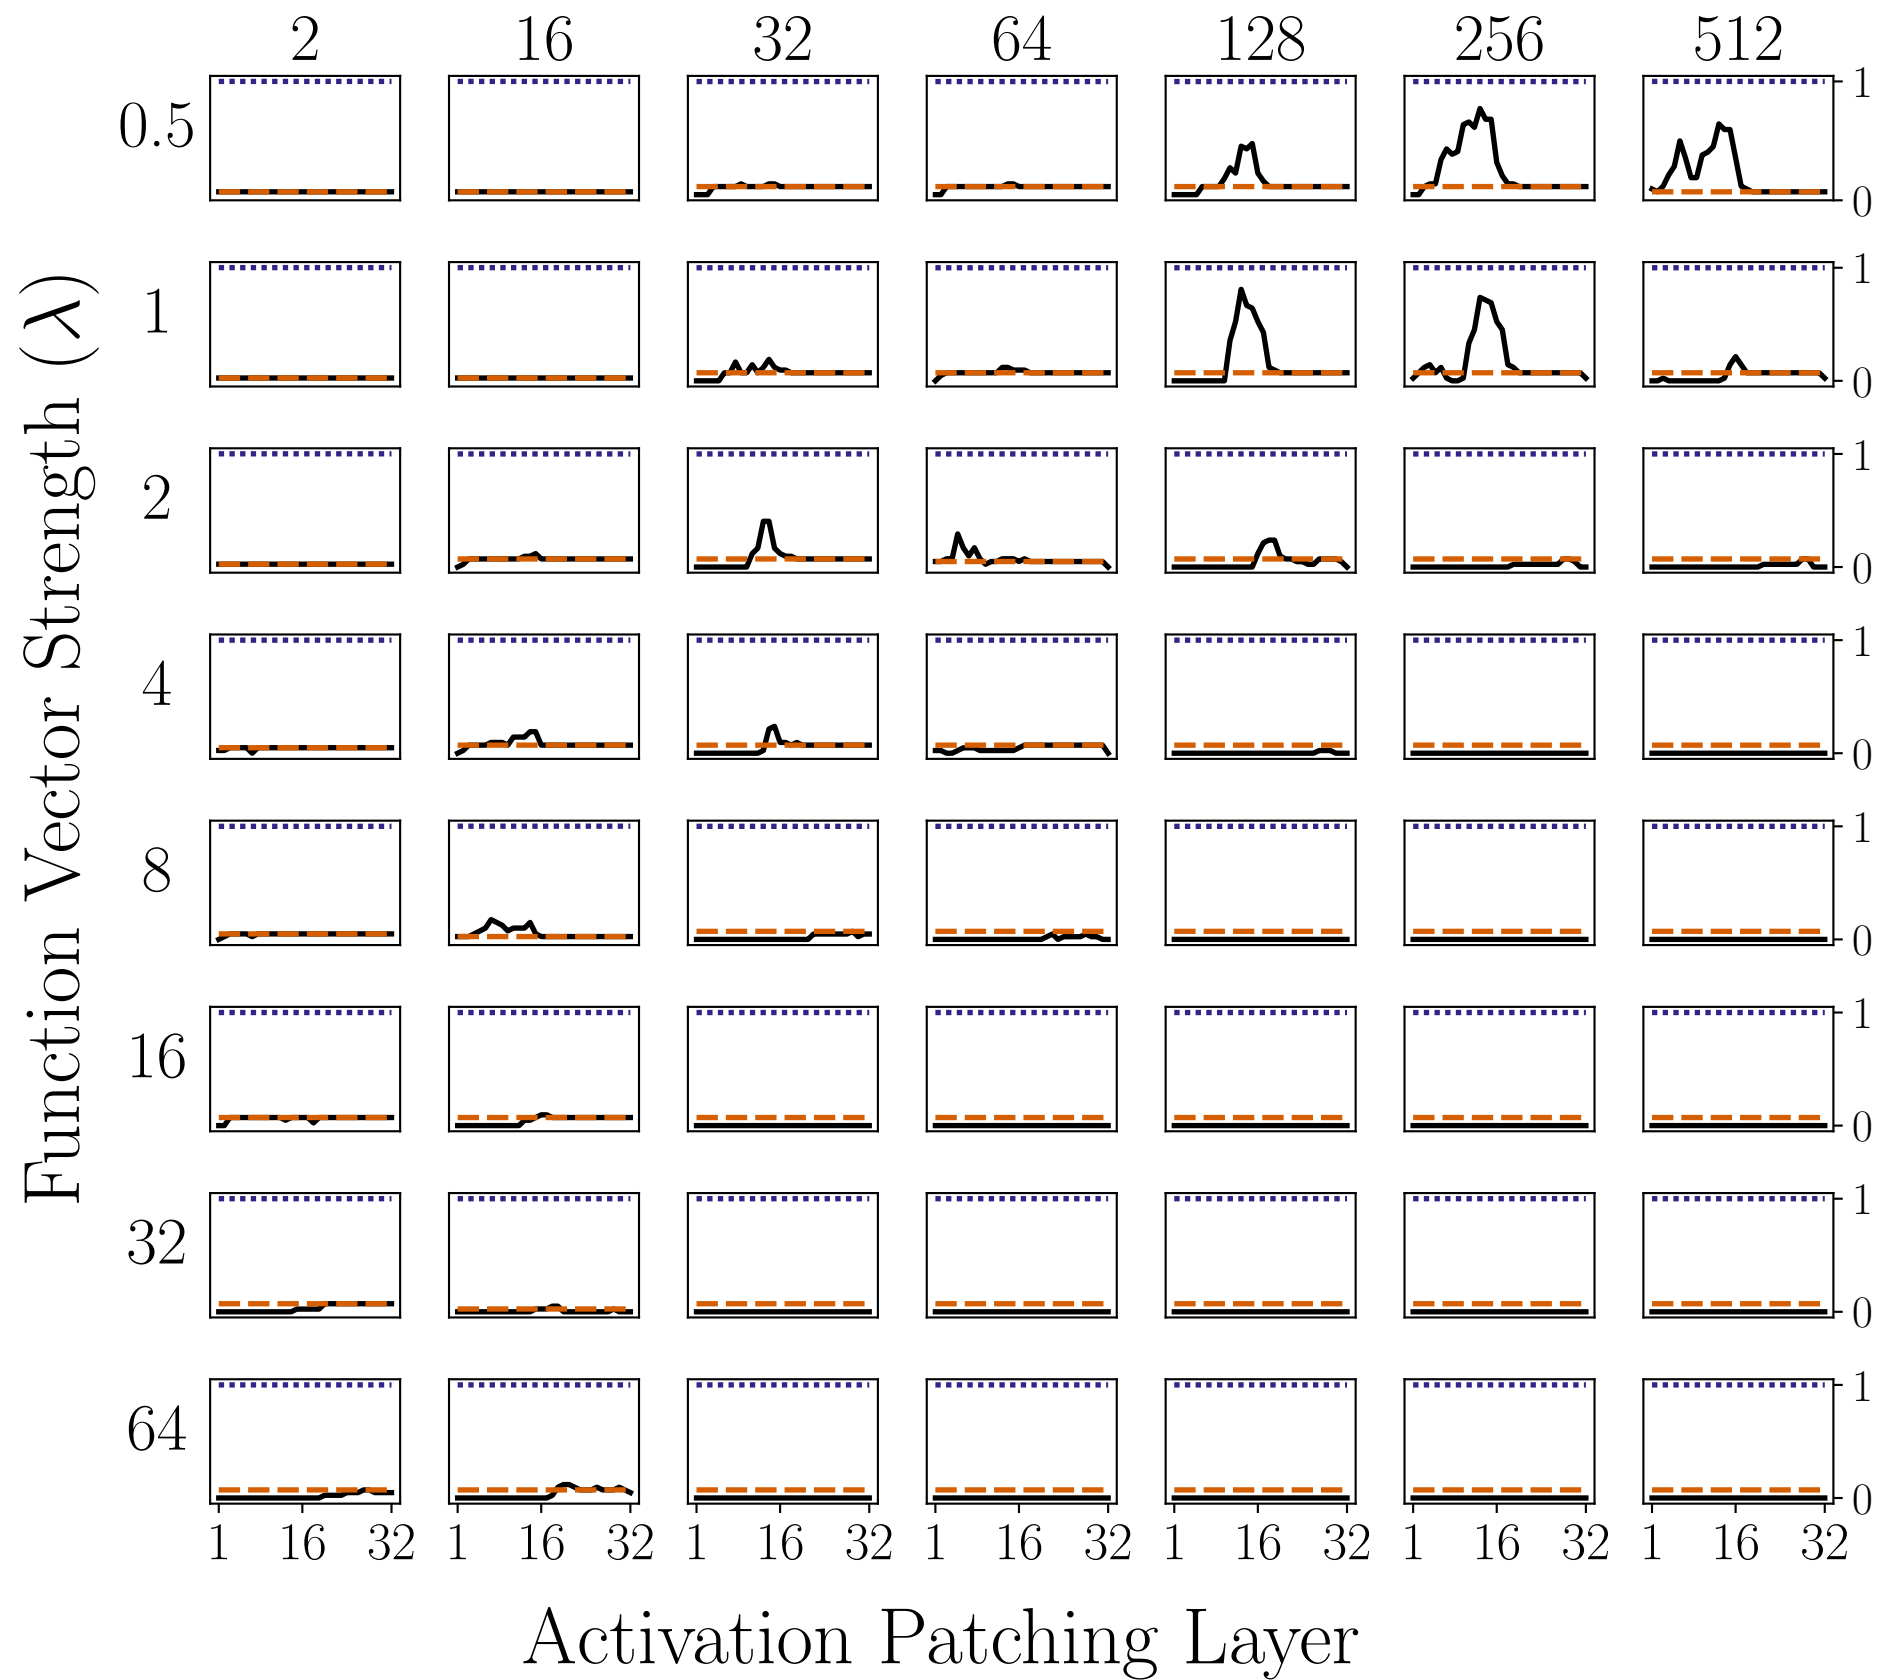 2 16 32 64 128 256 512
0.5 1 0
1 1 0
2 1 0
4 1 0
8 1 0
16 1 0
32 1 0
64 1 0
Function Vector Strength (λ)
1 16 32 1 16 32 1 16 32 1 16 32 1 16 32 1 16 32 1 16 32
Activation Patching Layer